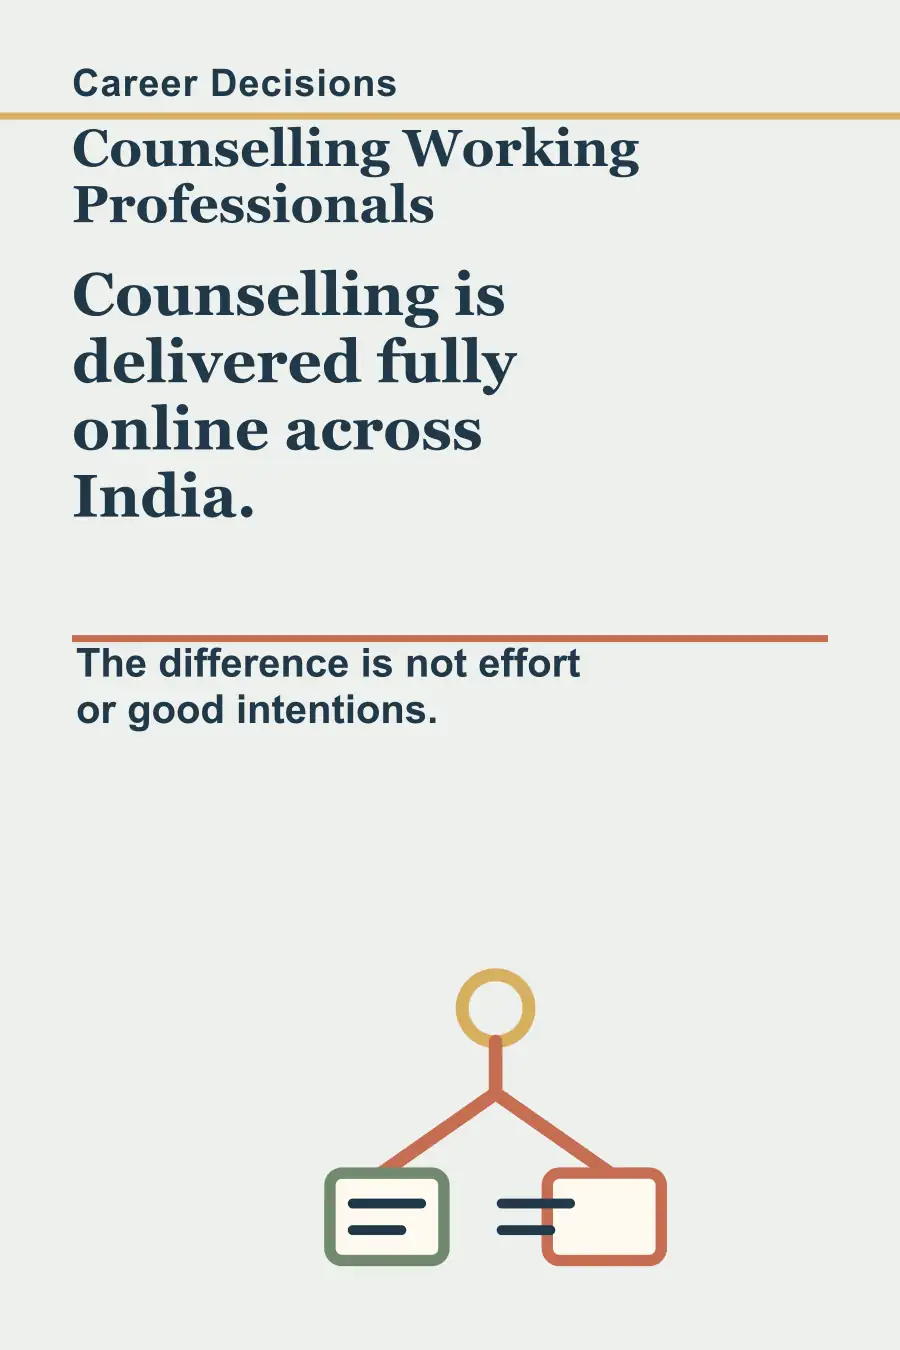 Career Decisions
Counselling Working
Professionals
Counselling is
delivered fully
online across
India.
The difference is not effort
or good intentions.